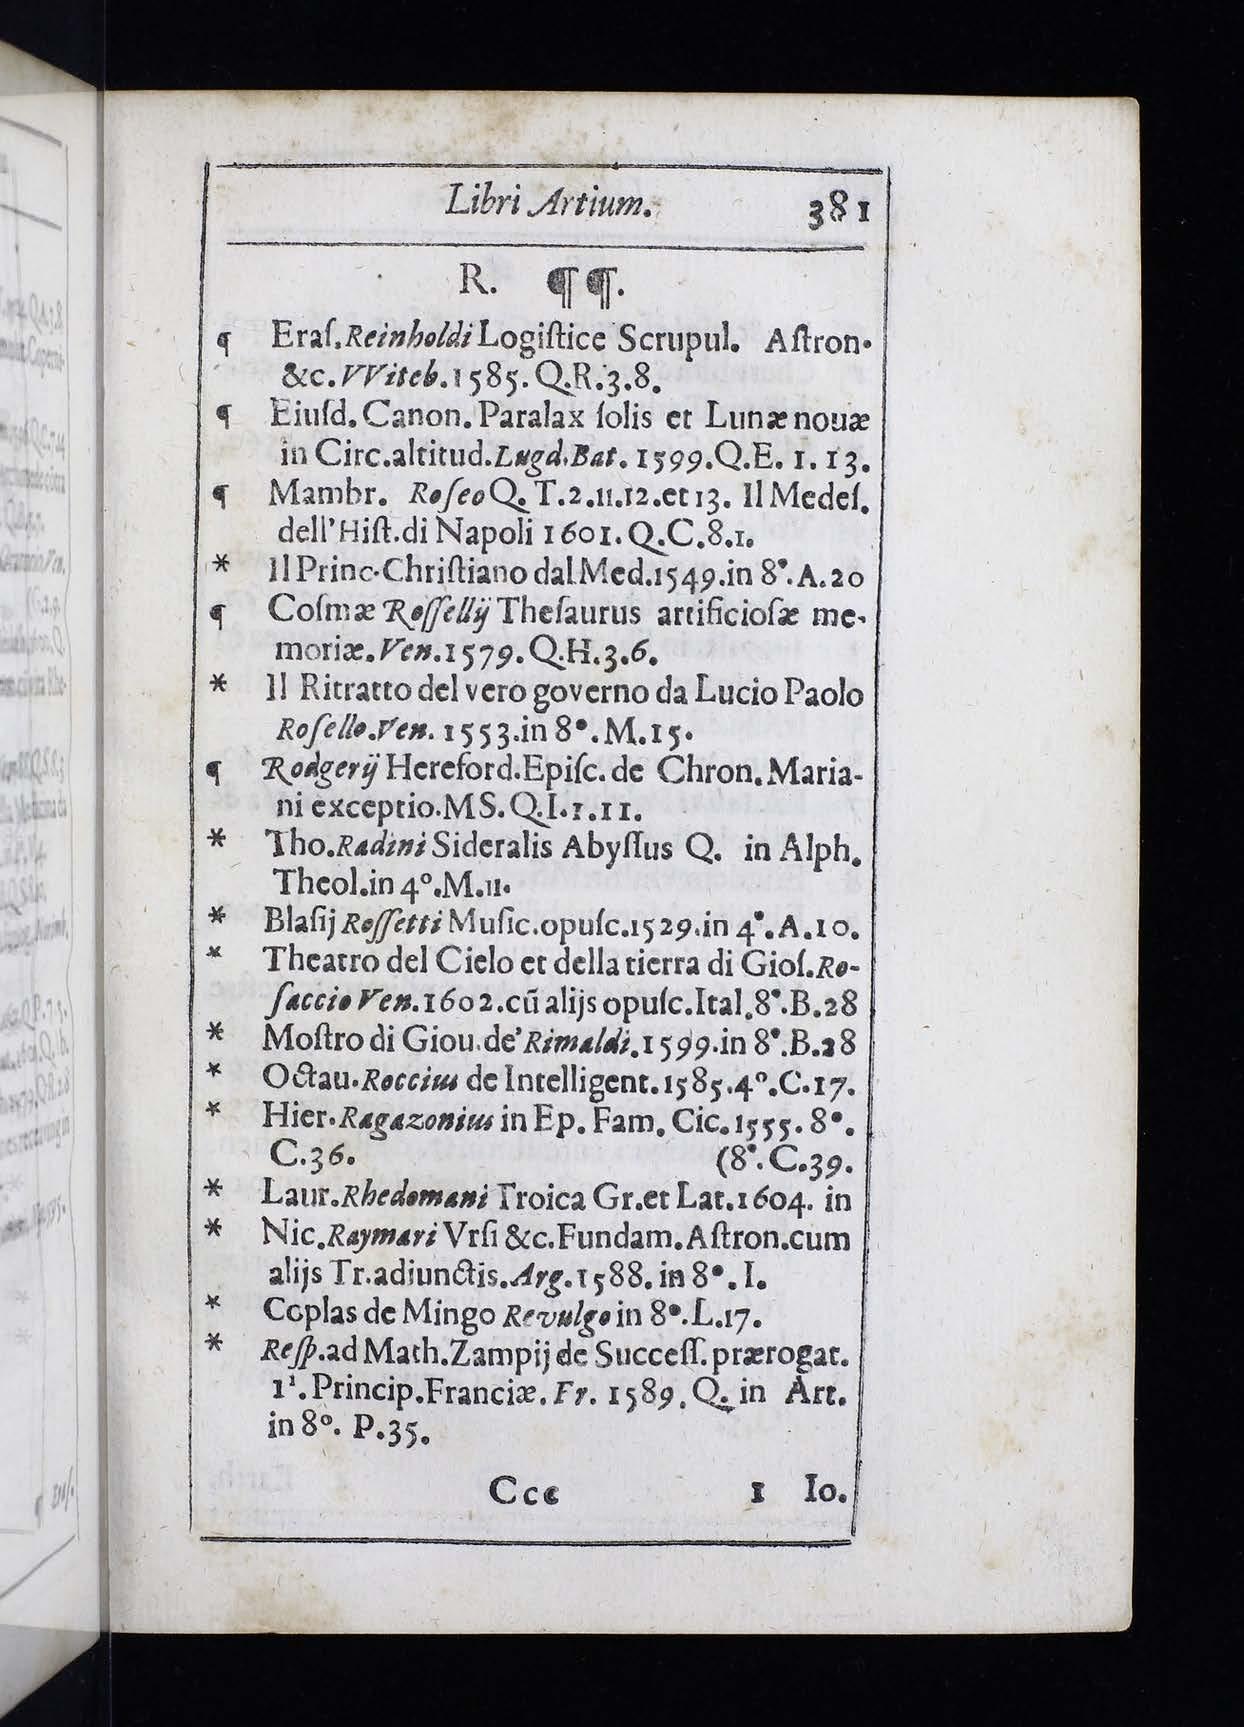 Libri Artium. 381
R. ¶¶.
¶ Eraſ. Reinholdi Logiſtice Scrupul. Aſtron.
&c. VViteb. 1585. Q.R.3.8.
¶ Eiuſd. Canon. Paralax ſolis et Lunæ nouæ
in Circ. altitud. Lugd. Bat. 1599. Q.E. 1. 13.
¶ Mambr. Roſeo Q. T.2.11.12.et 13. Il Medeſ.
dell'Hiſt. di Napoli 1601. Q.C.8.1.
* Il Princ. Chriſtiano dal Med. 1549. in 8°. A. 20
¶ Coſmæ Roſſellij Theſaurus artificioſæ me-
moriæ. Ven. 1579. Q.H.3.6.
* Il Ritratto del vero governo da Lucio Paolo
Roſello. Ven. 1553. in 8°. M.15.
¶ Rodgerij Hereford. Epiſc. de Chron. Maria-
ni exceptio. MS. Q.I.1.11.
* Tho. Radini Sideralis Abyſſus Q. in Alph.
Theol. in 4°. M.11.
* Blaſij Roſſetti Muſic. opuſc. 1529. in 4°. A.10.
* Theatro del Cielo et della tierra di Gioſ. Ro-
ſaccio Ven. 1602. cū alijs opuſc. Ital. 8°. B. 28
* Moſtro di Giou. de' Rimaldi. 1599. in 8°. B. 28
* Octau. Roccius de Intelligent. 1585. 4°. C. 17.
* Hier. Ragazonius in Ep. Fam. Cic. 1555. 8°.
C. 36. (8°. C. 39.
* Laur. Rhodomani Troica Gr. et Lat. 1604. in
* Nic. Raymari Vrſi &c. Fundam. Aſtron. cum
alijs Tr. adiunctis. Arg. 1588. in 8°. I.
* Coplas de Mingo Revulgo in 8°. L.17.
* Reſp. ad Math. Zampij de Succeſſ. prærogat.
1¹. Princip. Franciæ. Fr. 1589. Q. in Art.
in 8°. P.35.
Ccc 1 Io.